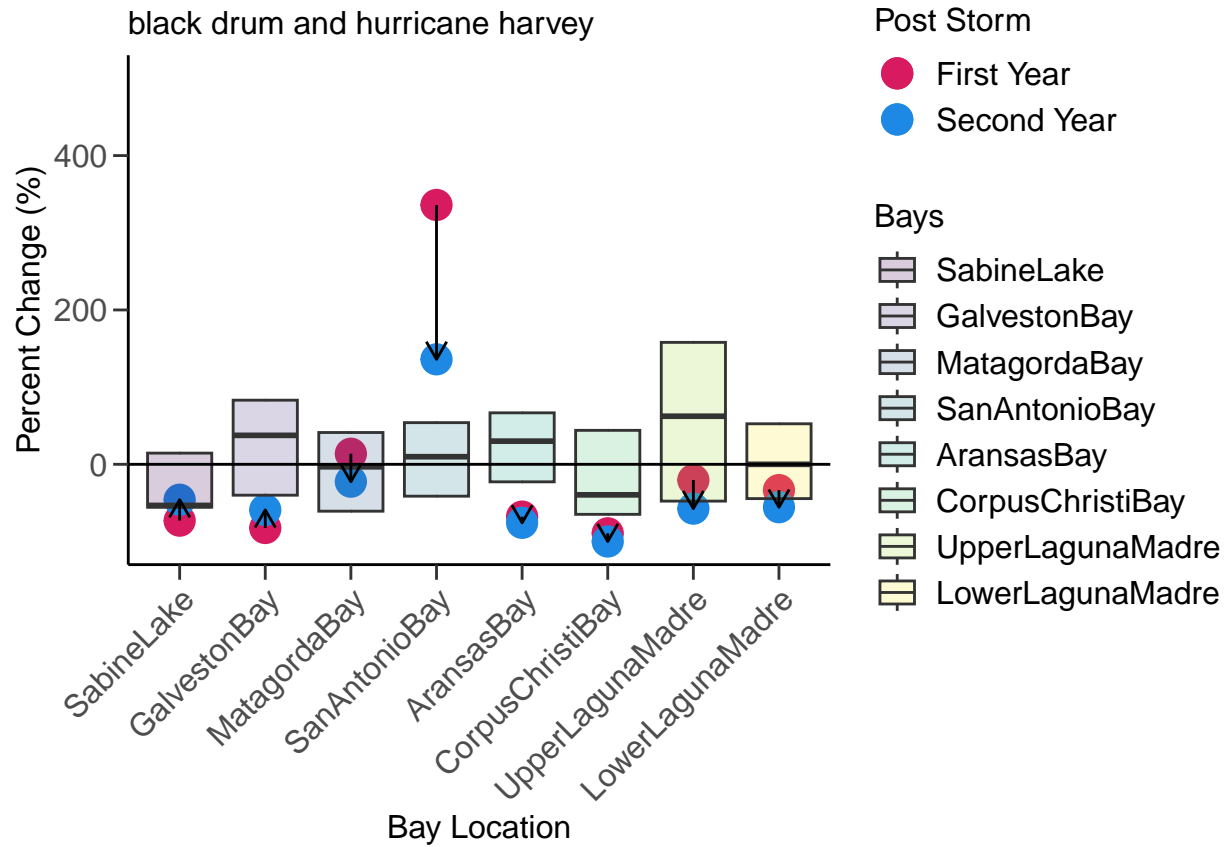 black drum and hurricane harvey
Percent Change (%)
400
200
0
SabineLake
GalvestonBay
MatagordaBay
SanAntonioBay
AransasBay
CorpusChristiBay
UpperLagunaMadre
LowerLagunaMadre
Bay Location
Post Storm
First Year
Second Year
Bays
SabineLake
GalvestonBay
MatagordaBay
SanAntonioBay
AransasBay
CorpusChristiBay
UpperLagunaMadre
LowerLagunaMadre